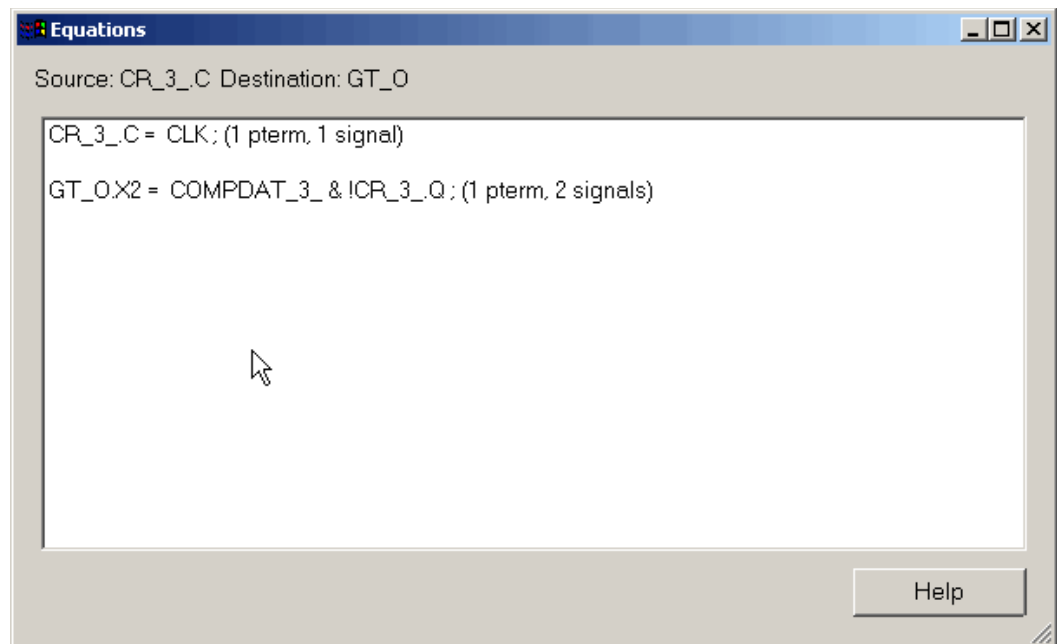 Equations
Source: CR_3_.C Destination: GT_O
CR_3_.C = CLK ; (1 pterm, 1 signal)
GT_O.X2 = COMPDAT_3_ & !CR_3_.Q ; (1 pterm, 2 signals)
Help